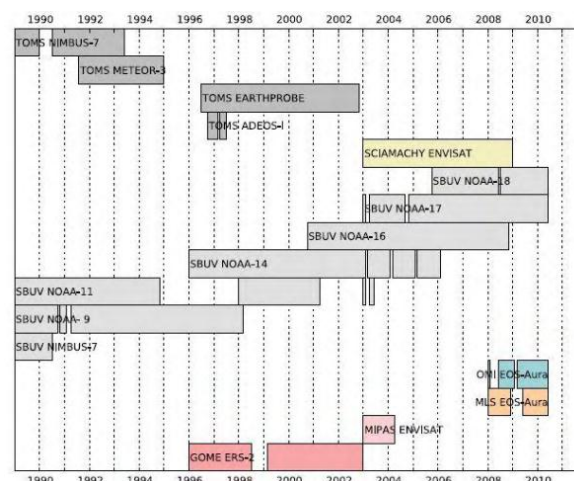 1990 1992 1994 1996 1998 2000 2002 2004 2006 2008 2010
TOMS NIMBUS-7
TOMS METEOR-3
TOMS EARTHPROBE
TOMS ADEOS-I
SCIAMACHY ENVISAT
SBUV NOAA-18
SBUV NOAA-17
SBUV NOAA-16
SBUV NOAA-14
SBUV NOAA-11
SBUV NOAA- 9
SBUV NIMBUS-7
OMI EOS-Aura
MLS EOS-Aura
MIPAS ENVISAT
GOME ERS-2
1990 1992 1994 1996 1998 2000 2002 2004 2006 2008 2010